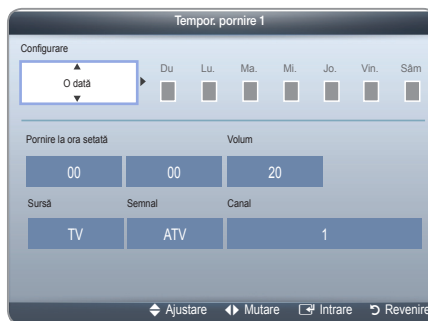 Tempor. pornire 1
Configurare
O dată
Du Lu. Ma. Mi. Jo. Vin. Sâm
Pornire la ora setată Volum
00 00 20
Sursă Semnal Canal
TV ATV 1
Ajustare Mutare Intrare Revenire